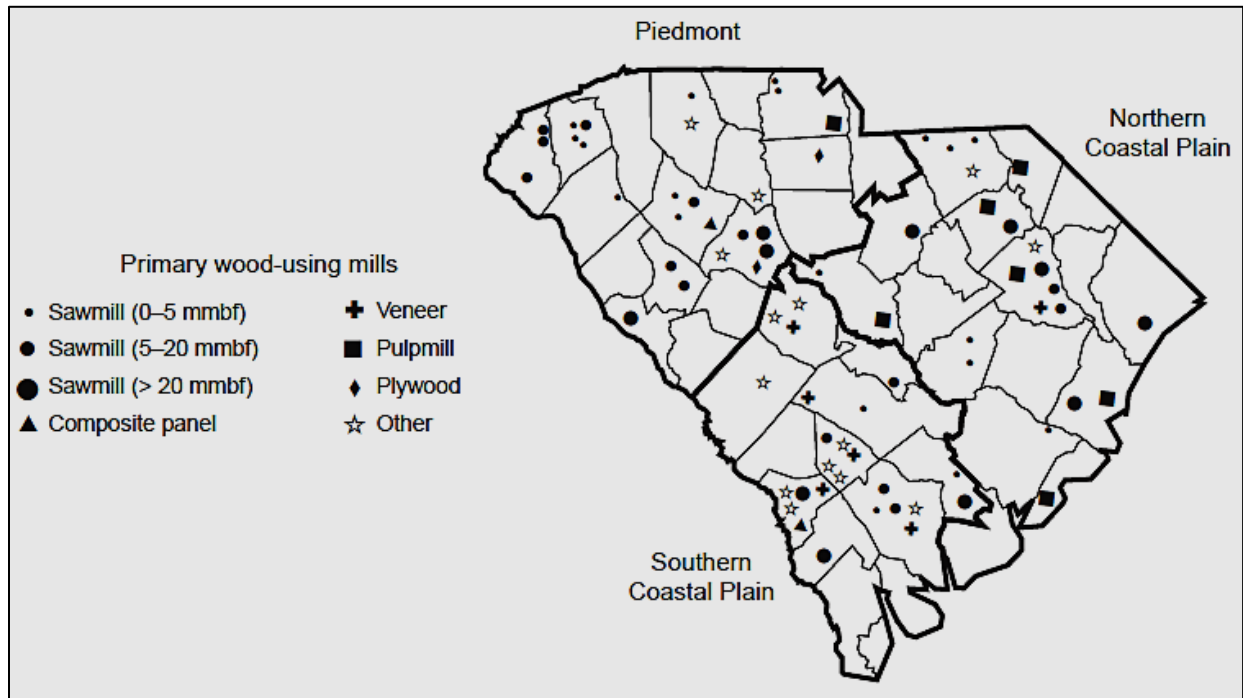 Piedmont
Northern
Coastal Plain
Primary wood-using mills
Sawmill (0–5 mmbf)
Sawmill (5–20 mmbf)
Sawmill (> 20 mmbf)
Composite panel
Veneer
Pulpmill
Plywood
Other
Southern
Coastal Plain